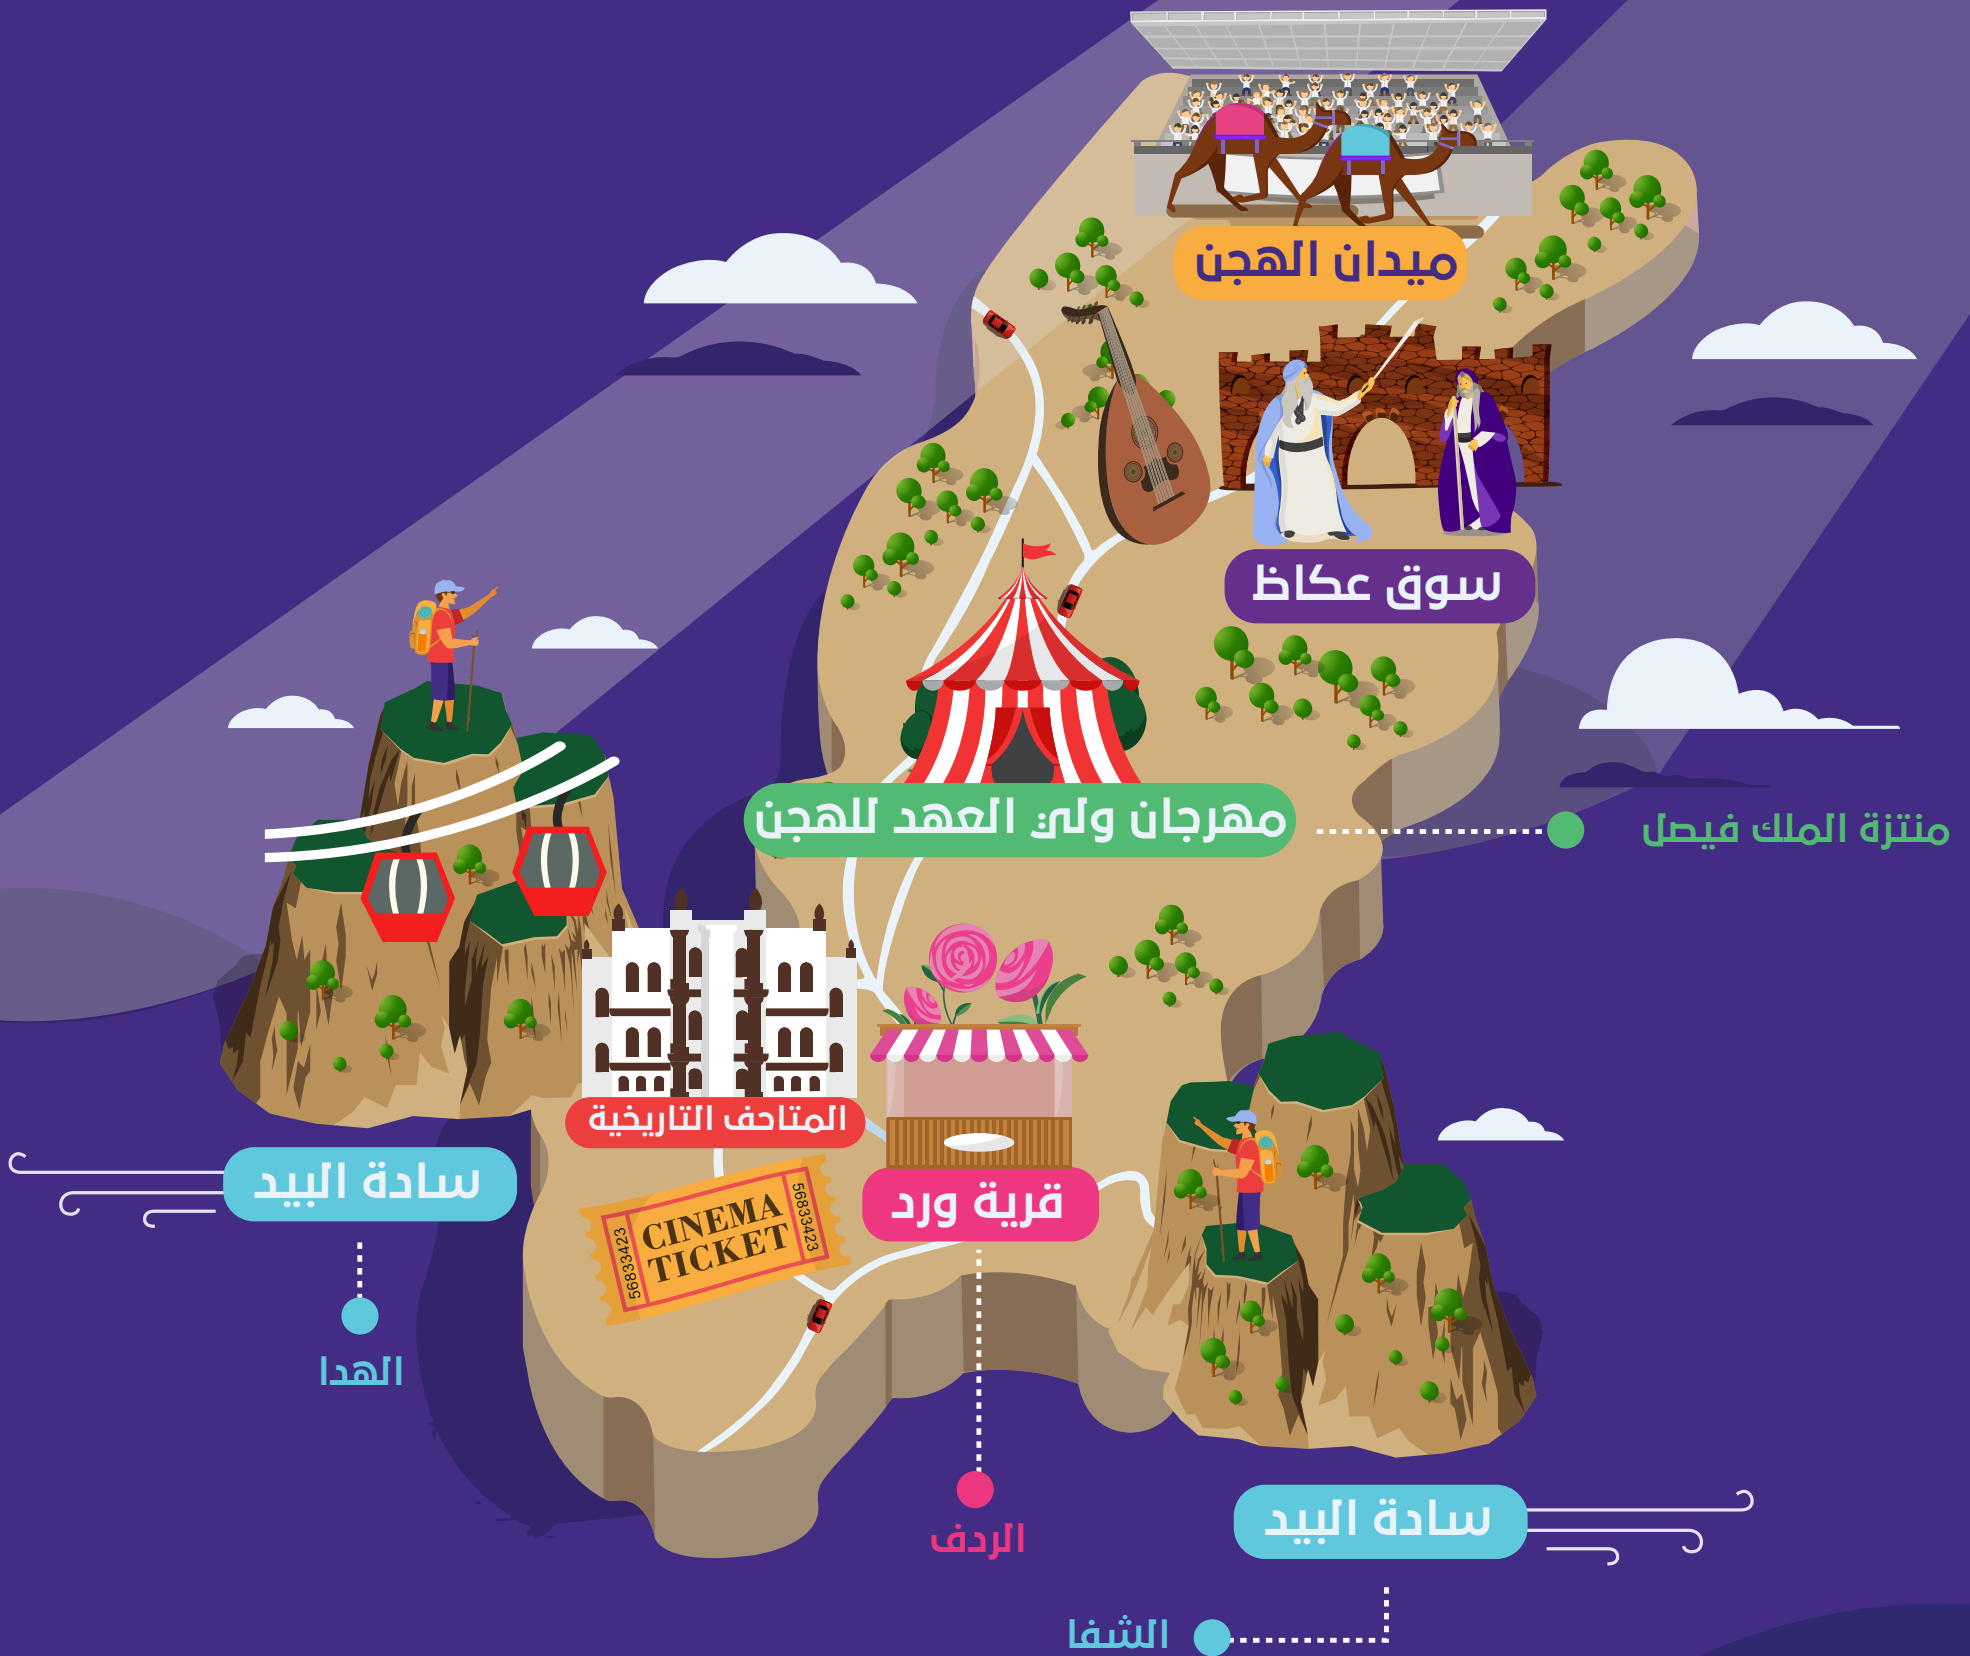 ميدان الهجن
سوق عكاظ
مهرجان ولي العهد للهجن
منتزة الملك فيصل
المتاحف التاريخية
سادة البيد
قرية ورد
CINEMA
TICKET
56833423
56833423
الهدا
الردف
سادة البيد
الشفا